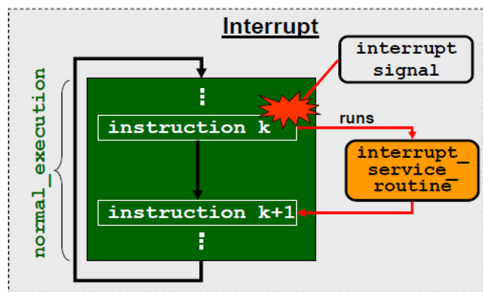 Interrupt
interrupt
signal
normal_execution
instruction k
runs
interrupt_
service_
routine
instruction k+1